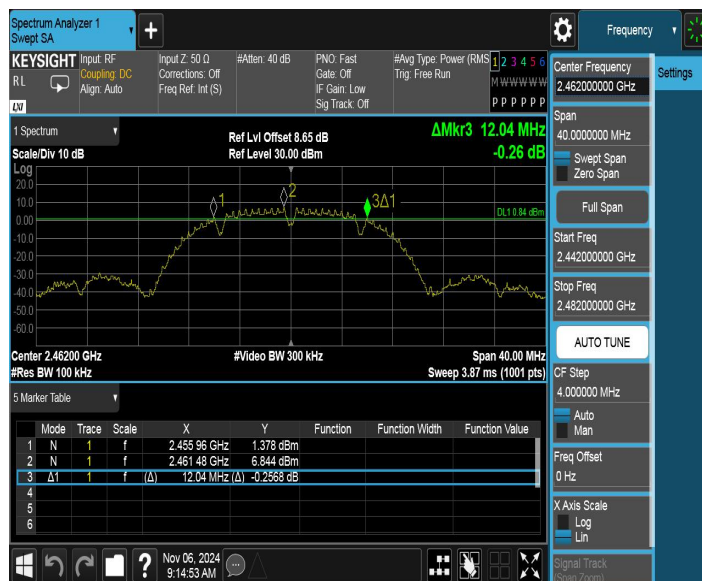 Spectrum Analyzer 1
Swept SA
+
Frequency
KEYSIGHT
RL
LNI
Input: RF
Coupling: DC
Align: Auto
Input Z: 50 Ω
Corrections: Off
Freq Ref: Int (S)
#Atten: 40 dB
PNO: Fast
Gate: Off
IF Gain: Low
Sig Track: Off
#Avg Type: Power (RMS
Trig: Free Run
1 2 3 4 5 6
M W W W W W
P P P P P P
1 Spectrum
Scale/Div 10 dB
Ref Lvl Offset 8.65 dB
Ref Level 30.00 dBm
ΔMkr3 12.04 MHz
-0.26 dB
Log
20.0
10.0
0.00
-10.0
-20.0
-30.0
-40.0
-50.0
-60.0
1
2
3Δ1
DL1 0.84 dBm
Center 2.46200 GHz
#Res BW 100 kHz
#Video BW 300 kHz
Span 40.00 MHz
Sweep 3.87 ms (1001 pts)
5 Marker Table
Mode Trace Scale X Y Function Function Width Function Value
1 N 1 f 2.455 96 GHz 1.378 dBm
2 N 1 f 2.461 48 GHz 6.844 dBm
3 Δ1 1 f (Δ) 12.04 MHz (Δ) -0.2568 dB
4
5
6
Nov 06, 2024
9:14:53 AM
?
Settings
Center Frequency
2.462000000 GHz
Span
40.0000000 MHz
Swept Span
Zero Span
Full Span
Start Freq
2.442000000 GHz
Stop Freq
2.482000000 GHz
AUTO TUNE
CF Step
4.000000 MHz
Auto
Man
Freq Offset
0 Hz
X Axis Scale
Log
Lin
Signal Track
(Span Zoom)